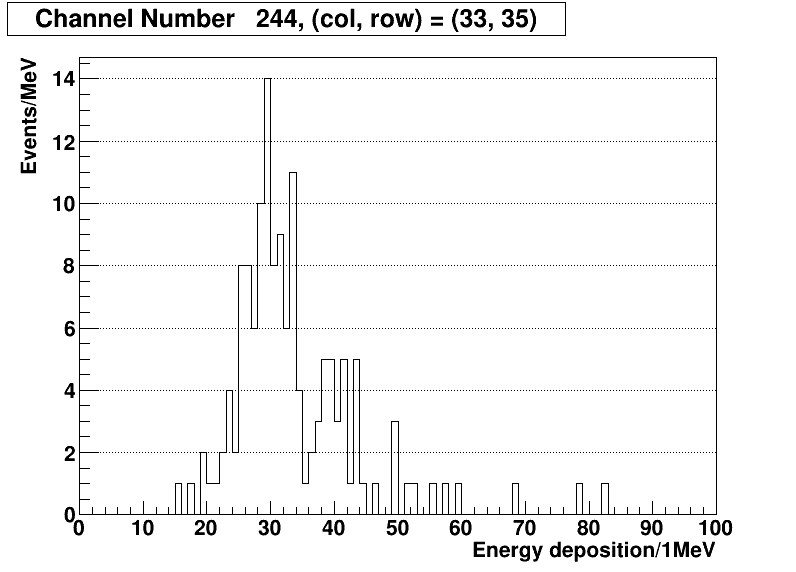 Channel Number 244, (col, row) = (33, 35)
Events/MeV
14
12
10
8
6
4
2
0
0 10 20 30 40 50 60 70 80 90 100
Energy deposition/1MeV